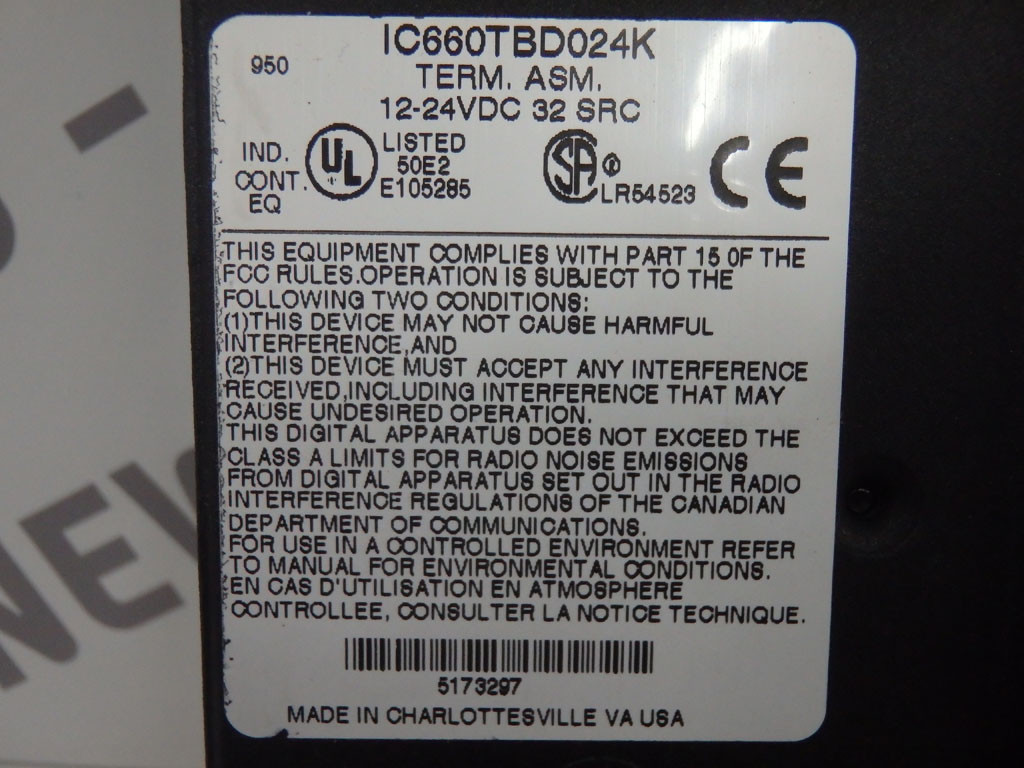 IC660TBD024K
950
TERM. ASM.
12-24VDC 32 SRC
IND.
CONT.
EQ
UL
LISTED
50E2
E105285
SA ®
LR54523
CE
THIS EQUIPMENT COMPLIES WITH PART 15 OF THE
FCC RULES.OPERATION IS SUBJECT TO THE
FOLLOWING TWO CONDITIONS:
(1)THIS DEVICE MAY NOT CAUSE HARMFUL
INTERFERENCE,AND
(2)THIS DEVICE MUST ACCEPT ANY INTERFERENCE
RECEIVED,INCLUDING INTERFERENCE THAT MAY
CAUSE UNDESIRED OPERATION.
THIS DIGITAL APPARATUS DOES NOT EXCEED THE
CLASS A LIMITS FOR RADIO NOISE EMISSIONS
FROM DIGITAL APPARATUS SET OUT IN THE RADIO
INTERFERENCE REGULATIONS OF THE CANADIAN
DEPARTMENT OF COMMUNICATIONS.
FOR USE IN A CONTROLLED ENVIRONMENT REFER
TO MANUAL FOR ENVIRONMENTAL CONDITIONS.
EN CAS D'UTILISATION EN ATMOSPHERE
CONTROLLEE, CONSULTER LA NOTICE TECHNIQUE.
5173297
MADE IN CHARLOTTESVILLE VA USA